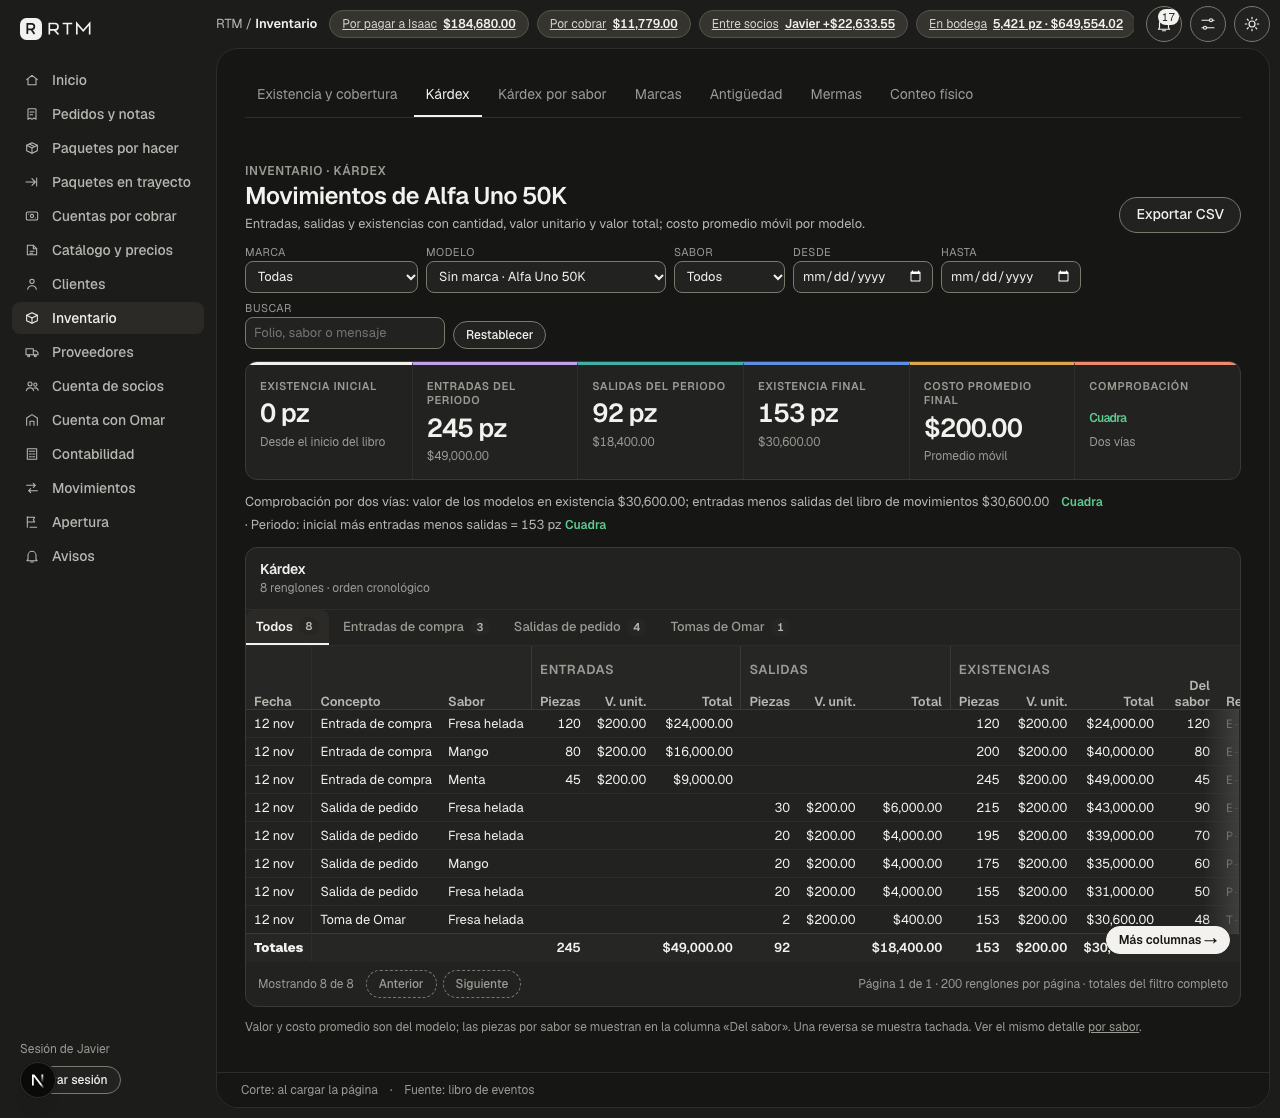 R RTM
RTM / Inventario
Por pagar a Isaac $184,680.00
Por cobrar $11,779.00
Entre socios Javier +$22,633.55
En bodega 5,421 pz · $649,554.02
17
Inicio
Pedidos y notas
Paquetes por hacer
Paquetes en trayecto
Cuentas por cobrar
Catálogo y precios
Clientes
Inventario
Proveedores
Cuenta de socios
Cuenta con Omar
Contabilidad
Movimientos
Apertura
Avisos
Sesión de Javier
N ar sesión
Existencia y cobertura Kárdex Kárdex por sabor Marcas Antigüedad Mermas Conteo físico
INVENTARIO · KÁRDEX
Movimientos de Alfa Uno 50K
Entradas, salidas y existencias con cantidad, valor unitario y valor total; costo promedio móvil por modelo.
Exportar CSV
MARCA MODELO SABOR DESDE HASTA
Todas Sin marca · Alfa Uno 50K Todos mm/dd/yyyy mm/dd/yyyy
BUSCAR
Folio, sabor o mensaje Restablecer
EXISTENCIA INICIAL
0 pz
Desde el inicio del libro
ENTRADAS DEL
PERIODO
245 pz
$49,000.00
SALIDAS DEL PERIODO
92 pz
$18,400.00
EXISTENCIA FINAL
153 pz
$30,600.00
COSTO PROMEDIO
FINAL
$200.00
Promedio móvil
COMPROBACIÓN
Cuadra
Dos vías
Comprobación por dos vías: valor de los modelos en existencia $30,600.00; entradas menos salidas del libro de movimientos $30,600.00 Cuadra
· Periodo: inicial más entradas menos salidas = 153 pz Cuadra
Kárdex
8 renglones · orden cronológico
Todos 8 Entradas de compra 3 Salidas de pedido 4 Tomas de Omar 1
ENTRADAS SALIDAS EXISTENCIAS
Fecha Concepto Sabor Piezas V. unit. Total Piezas V. unit. Total Piezas V. unit. Total Del sabor Re
12 nov Entrada de compra Fresa helada 120 $200.00 $24,000.00 120 $200.00 $24,000.00 120 E-
12 nov Entrada de compra Mango 80 $200.00 $16,000.00 200 $200.00 $40,000.00 80 E-
12 nov Entrada de compra Menta 45 $200.00 $9,000.00 245 $200.00 $49,000.00 45 E-
12 nov Salida de pedido Fresa helada 30 $200.00 $6,000.00 215 $200.00 $43,000.00 90 E-
12 nov Salida de pedido Fresa helada 20 $200.00 $4,000.00 195 $200.00 $39,000.00 70 P-
12 nov Salida de pedido Mango 20 $200.00 $4,000.00 175 $200.00 $35,000.00 60 P-
12 nov Salida de pedido Fresa helada 20 $200.00 $4,000.00 155 $200.00 $31,000.00 50 P-
12 nov Toma de Omar Fresa helada 2 $200.00 $400.00 153 $200.00 $30,600.00 48 T-
Totales 245 $49,000.00 92 $18,400.00 153 $200.00 $30,
Más columnas →
Mostrando 8 de 8 Anterior Siguiente Página 1 de 1 · 200 renglones por página · totales del filtro completo
Valor y costo promedio son del modelo; las piezas por sabor se muestran en la columna «Del sabor». Una reversa se muestra tachada. Ver el mismo detalle por sabor.
Corte: al cargar la página · Fuente: libro de eventos